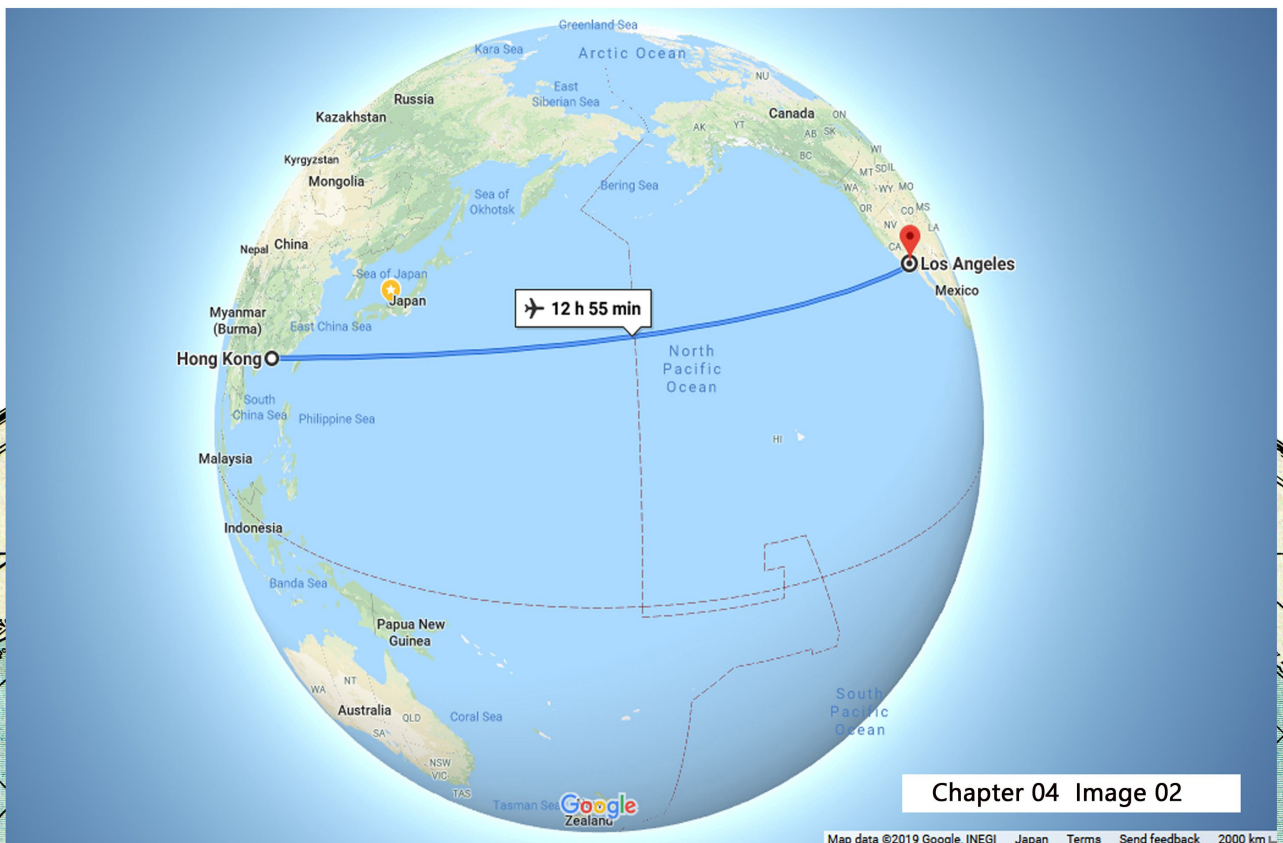 Greenland Sea
Kara Sea
Arctic Ocean
NU
East
Siberian Sea
Russia
Kazakhstan
Canada
ON
AK
YT
AB
SK
BC
WI
Kyrgyzstan
Mongolia
Sea of
Okhotsk
Bering Sea
MT
SD
IL
WA
WY
MO
OR
CO
MS
NV
LA
Nepal
China
CA
Los Angeles
Sea of Japan
Japan
Mexico
Myanmar
(Burma)
East China Sea
12 h 55 min
Hong Kong
North
Pacific
Ocean
South
China Sea
Philippine Sea
HI
Malaysia
Indonesia
Banda Sea
Papua New
Guinea
NT
WA
Australia
QLD
Coral Sea
SA
South
Pacific
Ocean
NSW
VIC
TAS
Tasman Sea
Google
Zealand
Chapter 04 Image 02
Map data ©2019 Google, INEGI Japan Terms Send feedback 2000 km